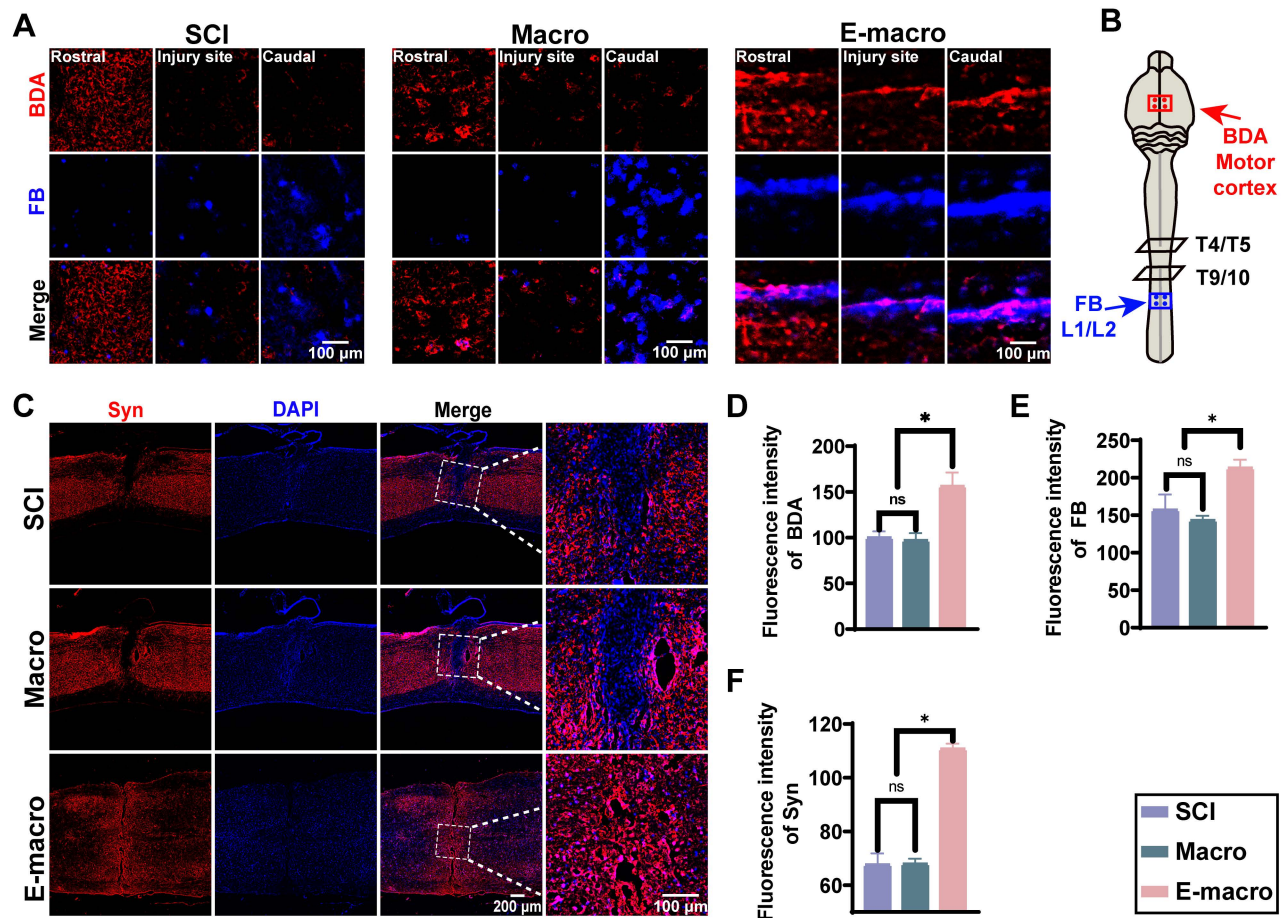 A
SCI
Macro
E-macro
B
Rostral
Injury site
Caudal
Rostral
Injury site
Caudal
Rostral
Injury site
Caudal
BDA
FB
Merge
100 μm
100 μm
100 μm
BDA
Motor
cortex
T4/T5
T9/10
FB
L1/L2
C
Syn
DAPI
Merge
SCI
Macro
E-macro
200 μm
100 μm
D
Fluorescence intensity
of BDA
200
150
100
50
0
ns
*
E
Fluorescence intensity
of FB
250
200
150
100
50
0
ns
*
F
Fluorescence intensity
of Syn
120
100
80
60
ns
*
SCI
Macro
E-macro